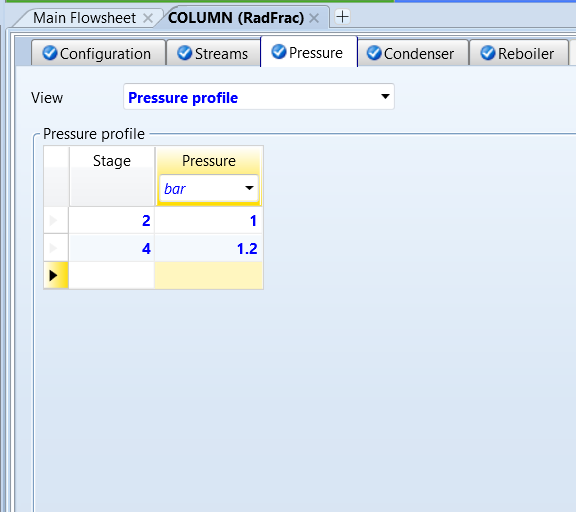 Main Flowsheet
COLUMN (RadFrac)
Configuration
Streams
Pressure
Condenser
Reboiler
View
Pressure profile
Pressure profile
Stage
Pressure
bar
2
1
4
1.2